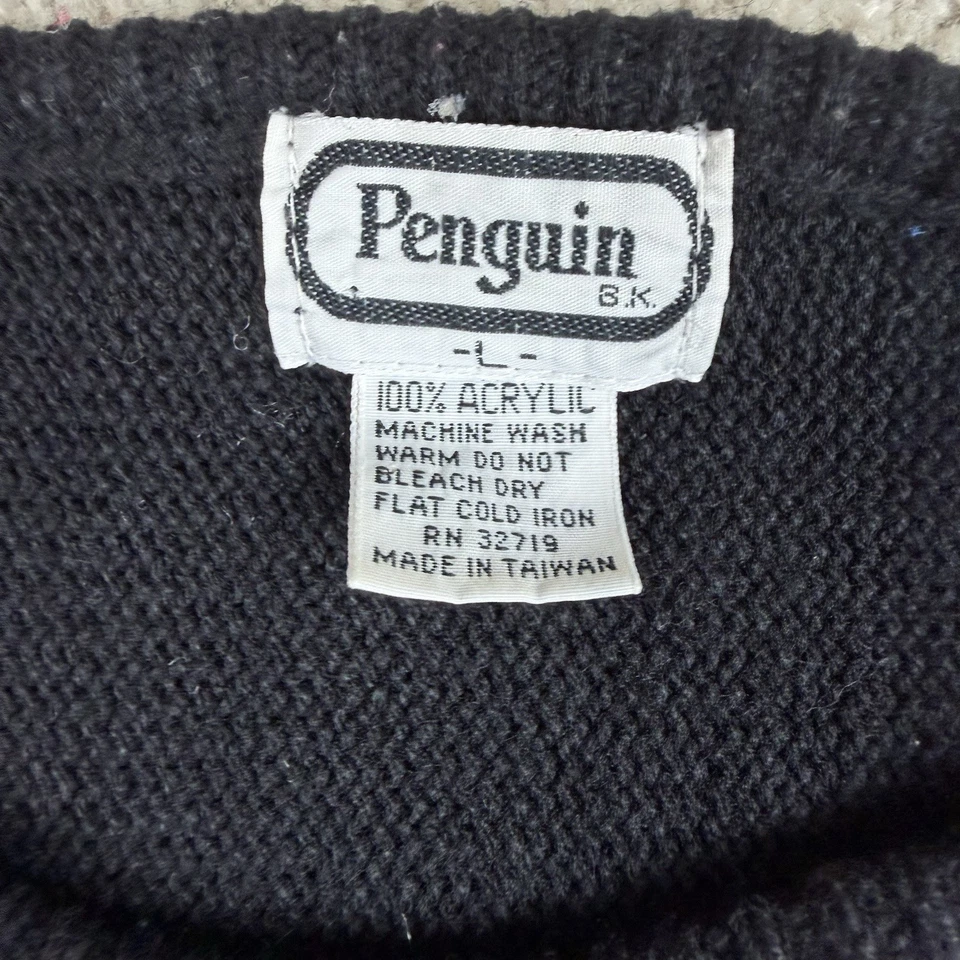 Penguin
B.K.
-L-
100% ACRYLIC
MACHINE WASH
WARM DO NOT
BLEACH DRY
FLAT COLD IRON
RN 32719
MADE IN TAIWAN